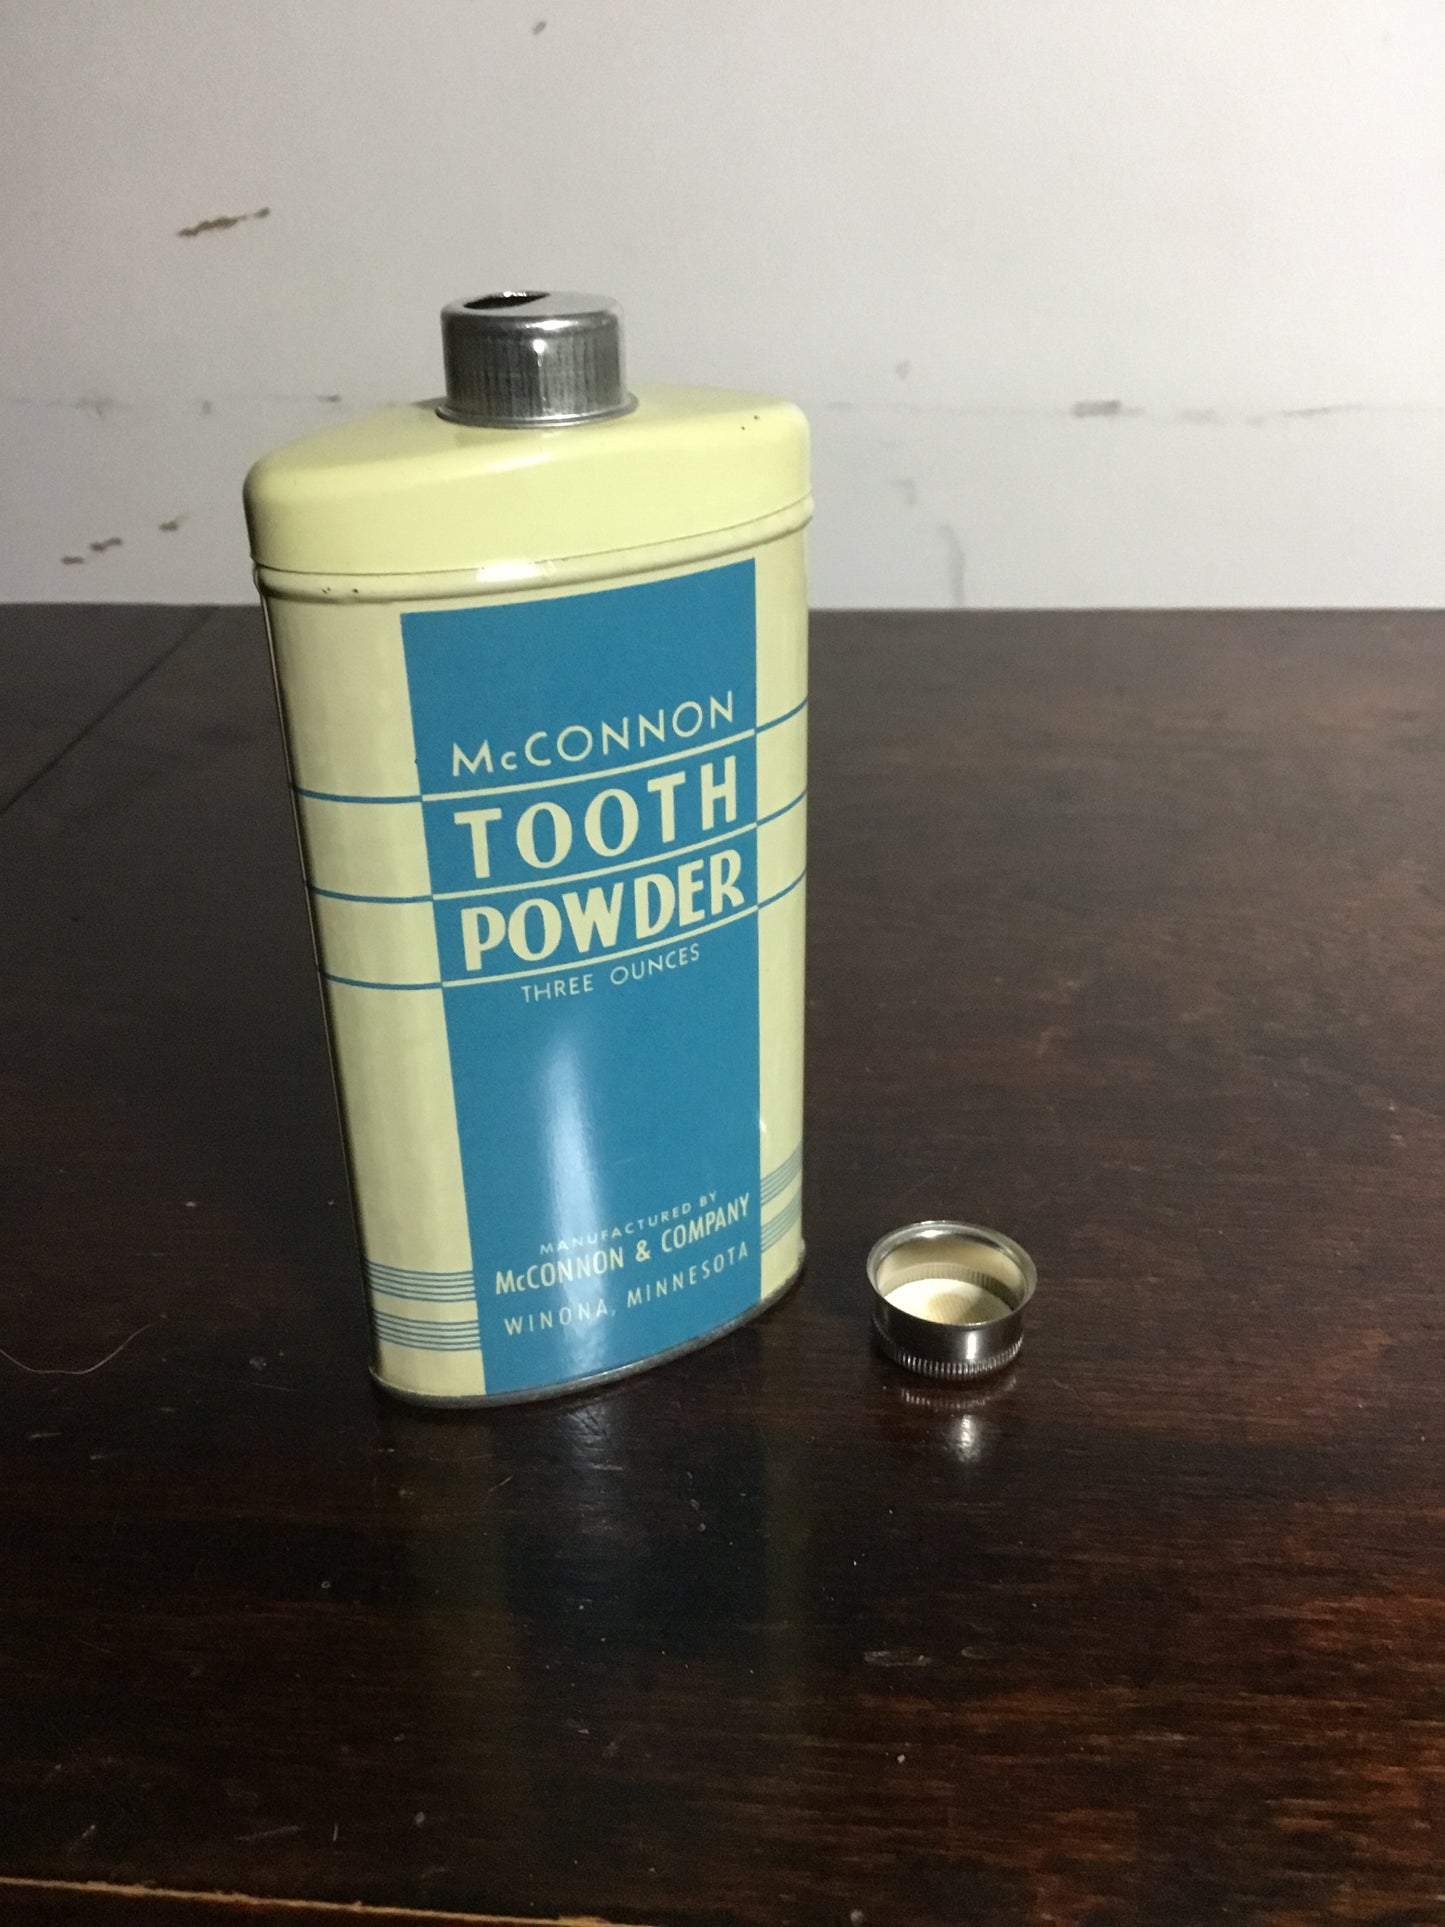 McCONNON
TOOTH
POWDER
THREE OUNCES
MANUFACTURED BY
McCONNON & COMPANY
WINONA, MINNESOTA